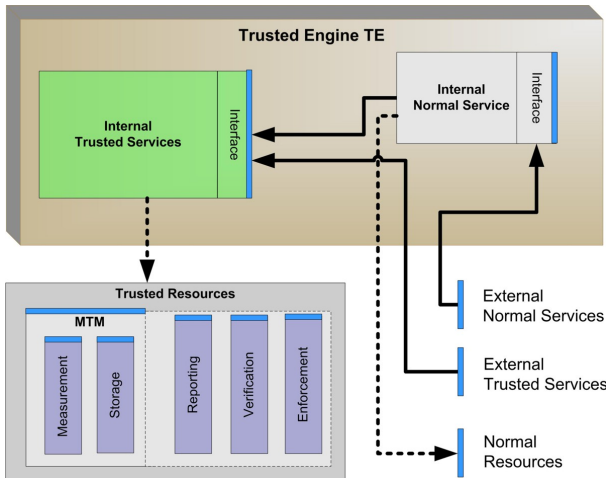 Trusted Engine TE
Internal
Trusted Services
Interface
Internal
Normal Service
Interface
Trusted Resources
MTM
Measurement
Storage
Reporting
Verification
Enforcement
External
Normal Services
External
Trusted Services
Normal
Resources